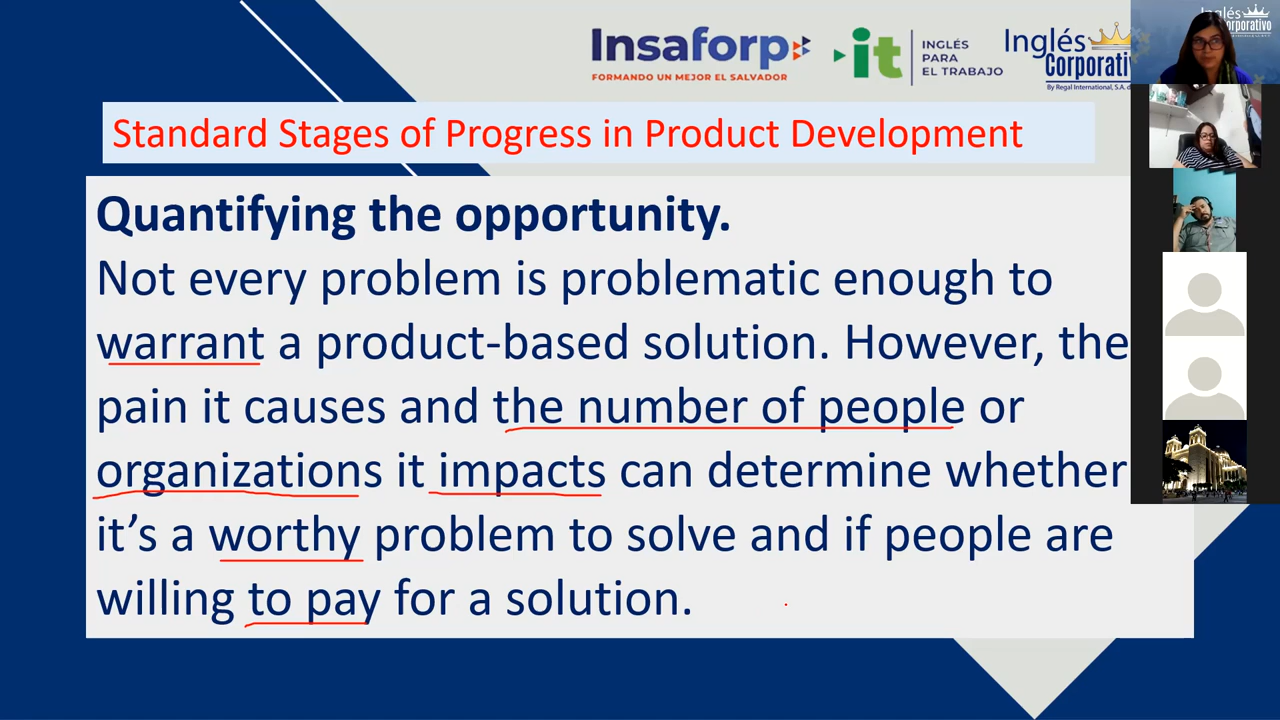 Insaforp
FORMANDO UN MEJOR EL SALVADOR
it
INGLÉS
PARA
EL TRABAJO
Inglés
Corporativ
By Regal International, S.A. d
Standard Stages of Progress in Product Development
Quantifying the opportunity.
Not every problem is problematic enough to
warrant a product-based solution. However, the
pain it causes and the number of people or
organizations it impacts can determine whether
it’s a worthy problem to solve and if people are
willing to pay for a solution.